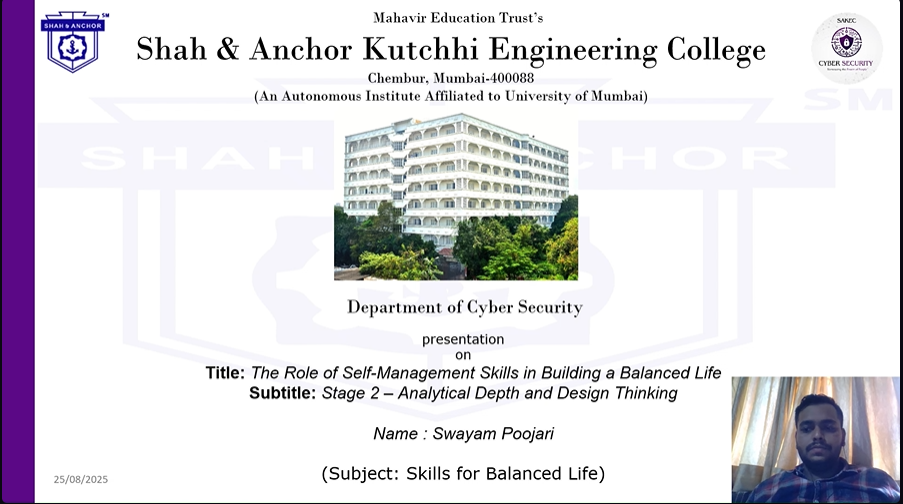 Mahavir Education Trust's
SHAH & ANCHOR
SM
Shah & Anchor Kutchhi Engineering College
SAKEC
CYBER SECURITY
Chembur, Mumbai-400088
(An Autonomous Institute Affiliated to University of Mumbai)
SM
SHAH
CHOR
Department of Cyber Security
presentation
on
Title: The Role of Self-Management Skills in Building a Balanced Life
Subtitle: Stage 2 – Analytical Depth and Design Thinking
Name : Swayam Poojari
(Subject: Skills for Balanced Life)
25/08/2025